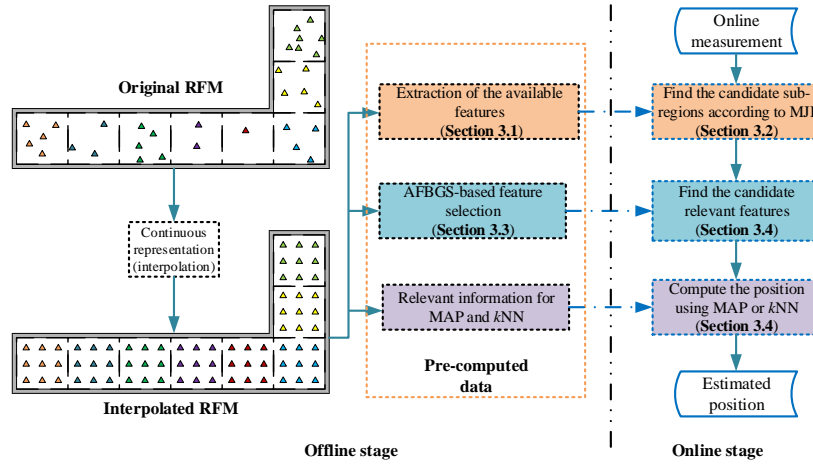 Original RFM
Continuous
representation
(interpolation)
Interpolated RFM
Extraction of the available
features
(Section 3.1)
AFBGS-based feature
selection
(Section 3.3)
Relevant information for
MAP and kNN
Pre-computed
data
Offline stage
Online
measurement
Find the candidate sub-
regions according to MJI
(Section 3.2)
Find the candidate
relevant features
(Section 3.4)
Compute the position
using MAP or kNN
(Section 3.4)
Estimated
position
Online stage